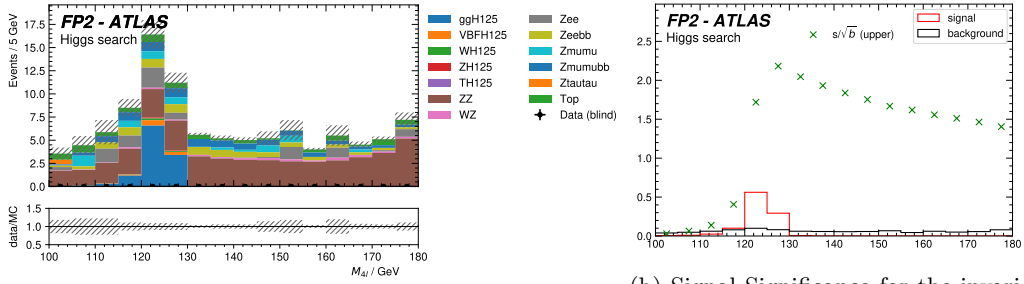 FP2 - ATLAS
Higgs search
Events / 5 GeV
17.5
15.0
12.5
10.0
7.5
5.0
2.5
0.0
ggH125
VBFH125
WH125
ZH125
TH125
ZZ
WZ
Zee
Zeebb
Zmumu
Zmumubb
Ztautau
Top
Data (blind)
data/MC
1.5
1.0
0.5
100 110 120 130 140 150 160 170 180
M4l / GeV
FP2 - ATLAS
Higgs search
s/√b (upper)
signal
background
2.5
2.0
1.5
1.0
0.5
0.0
100 110 120 130 140 150 160 170 180
(b) Signal Significance for the invari